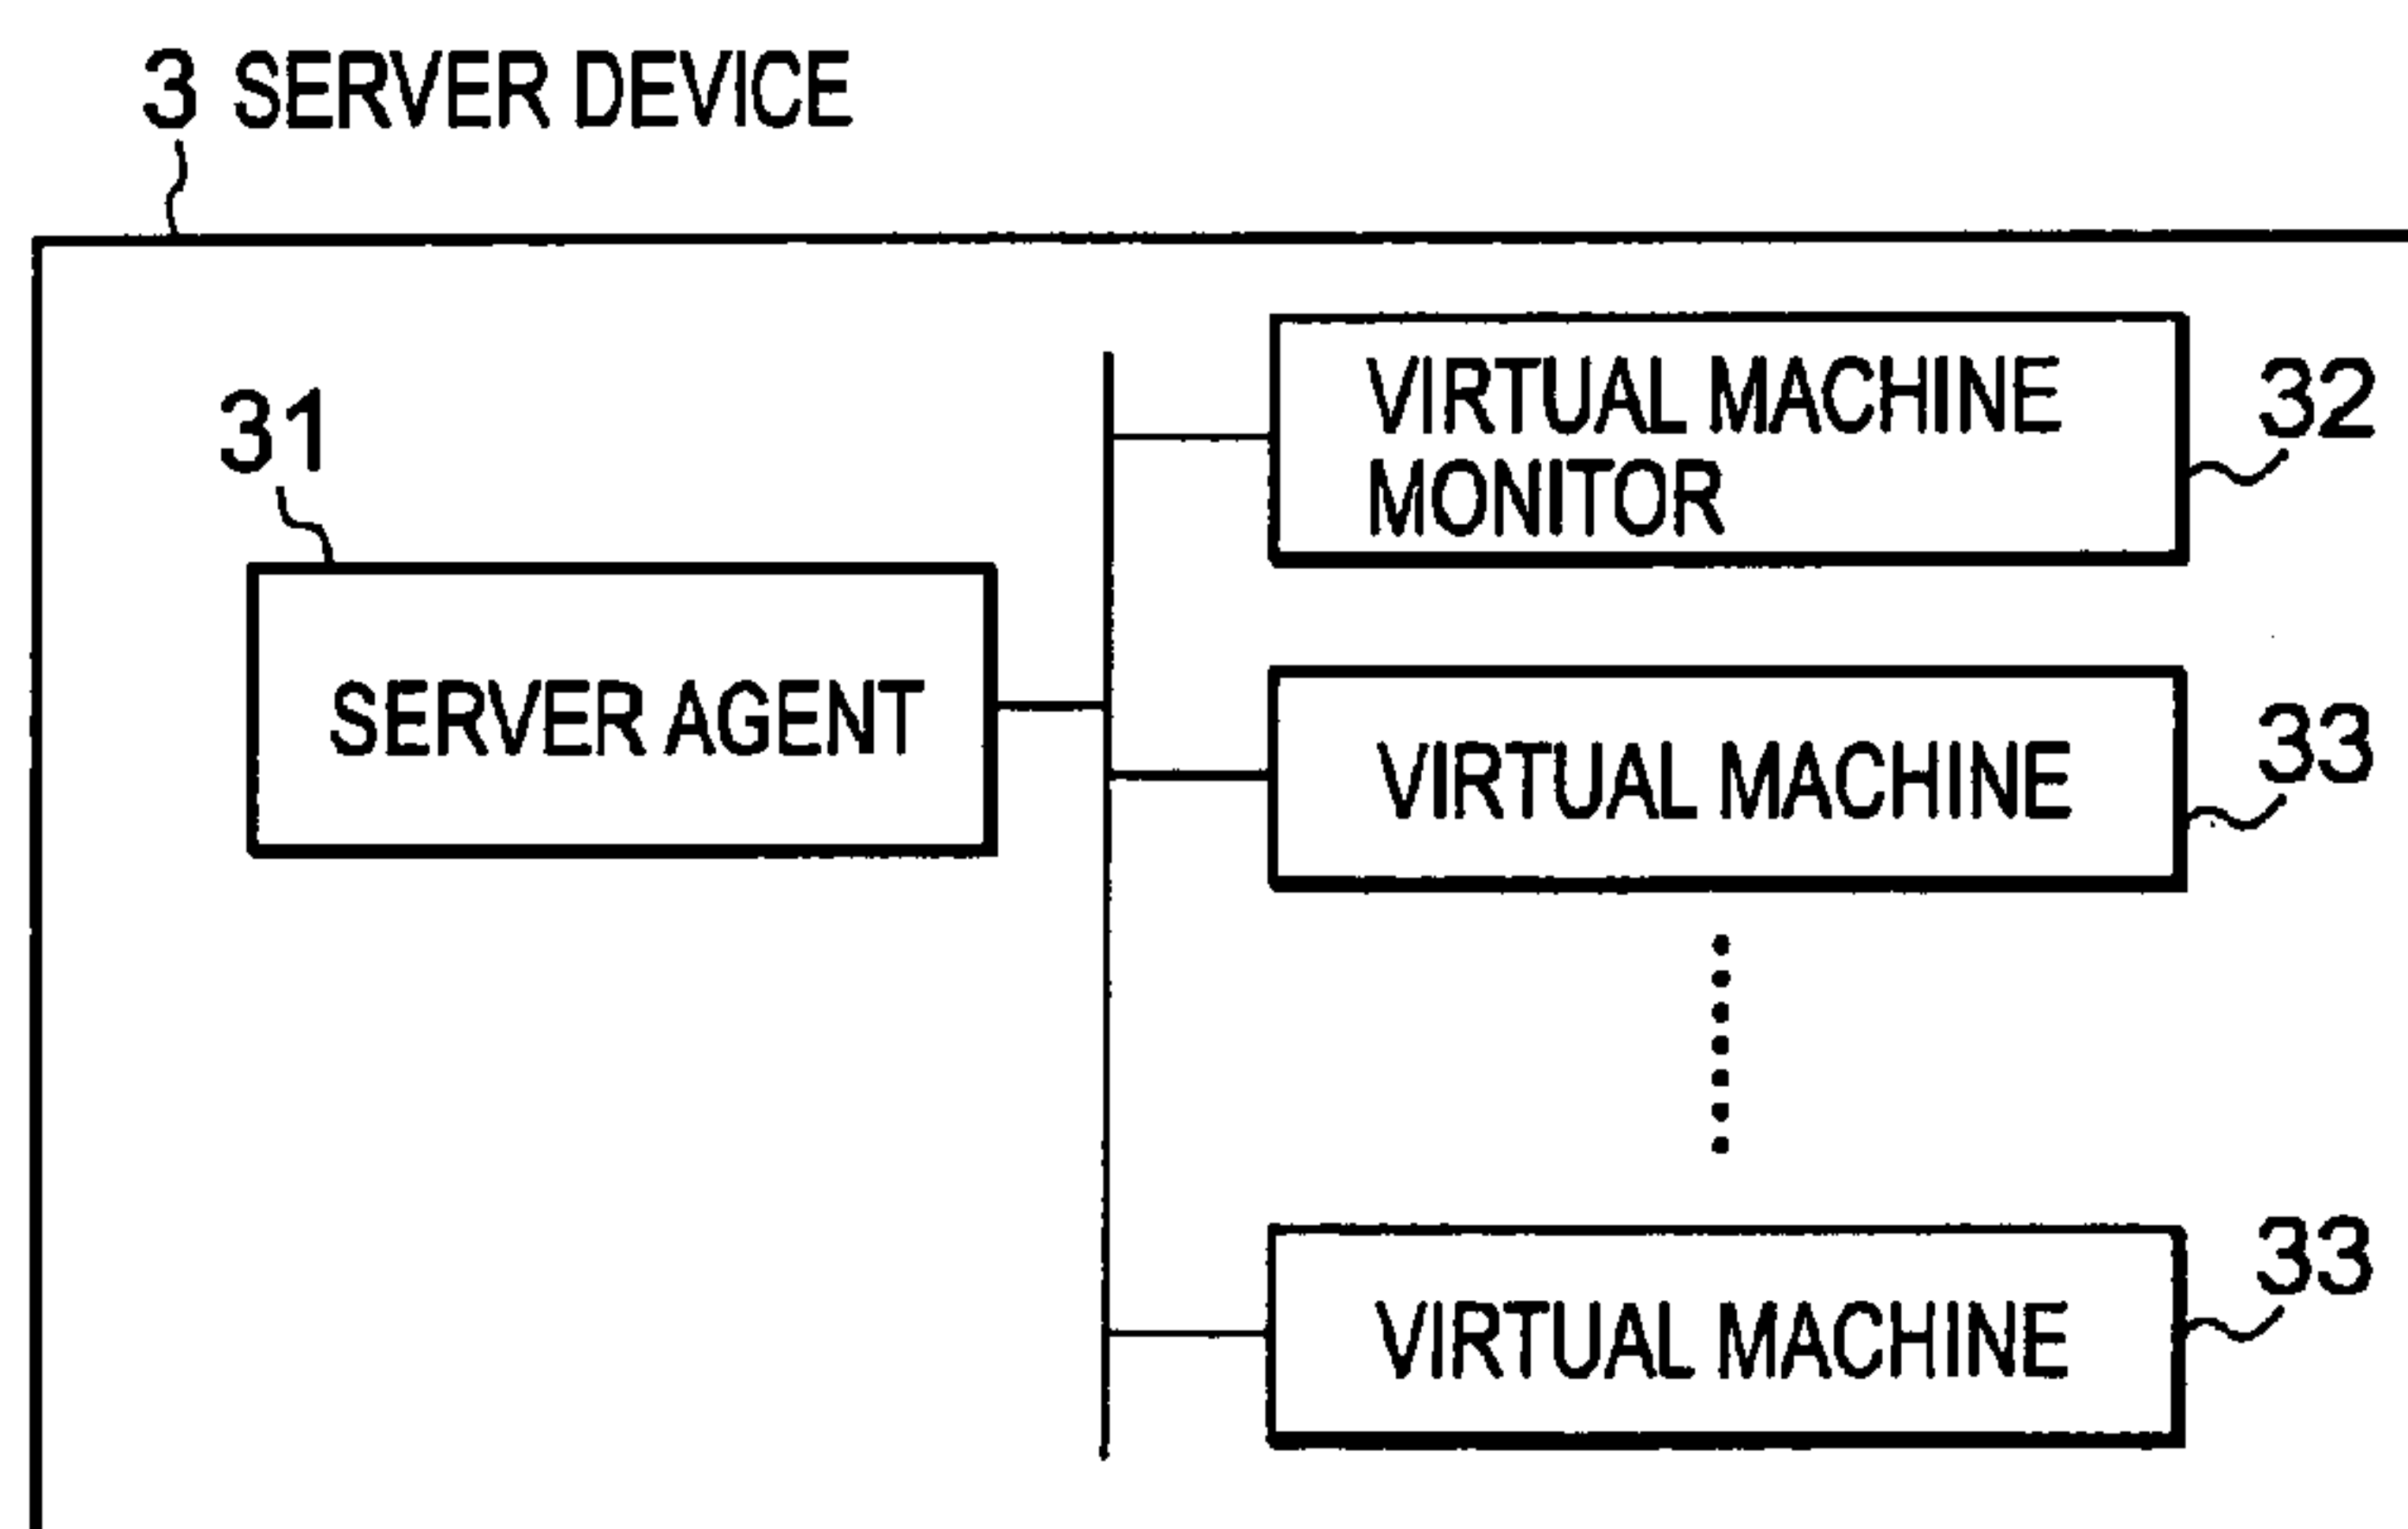 3 SERVER DEVICE
31
SERVER AGENT
VIRTUAL MACHINE
MONITOR
32
VIRTUAL MACHINE
33
VIRTUAL MACHINE
33